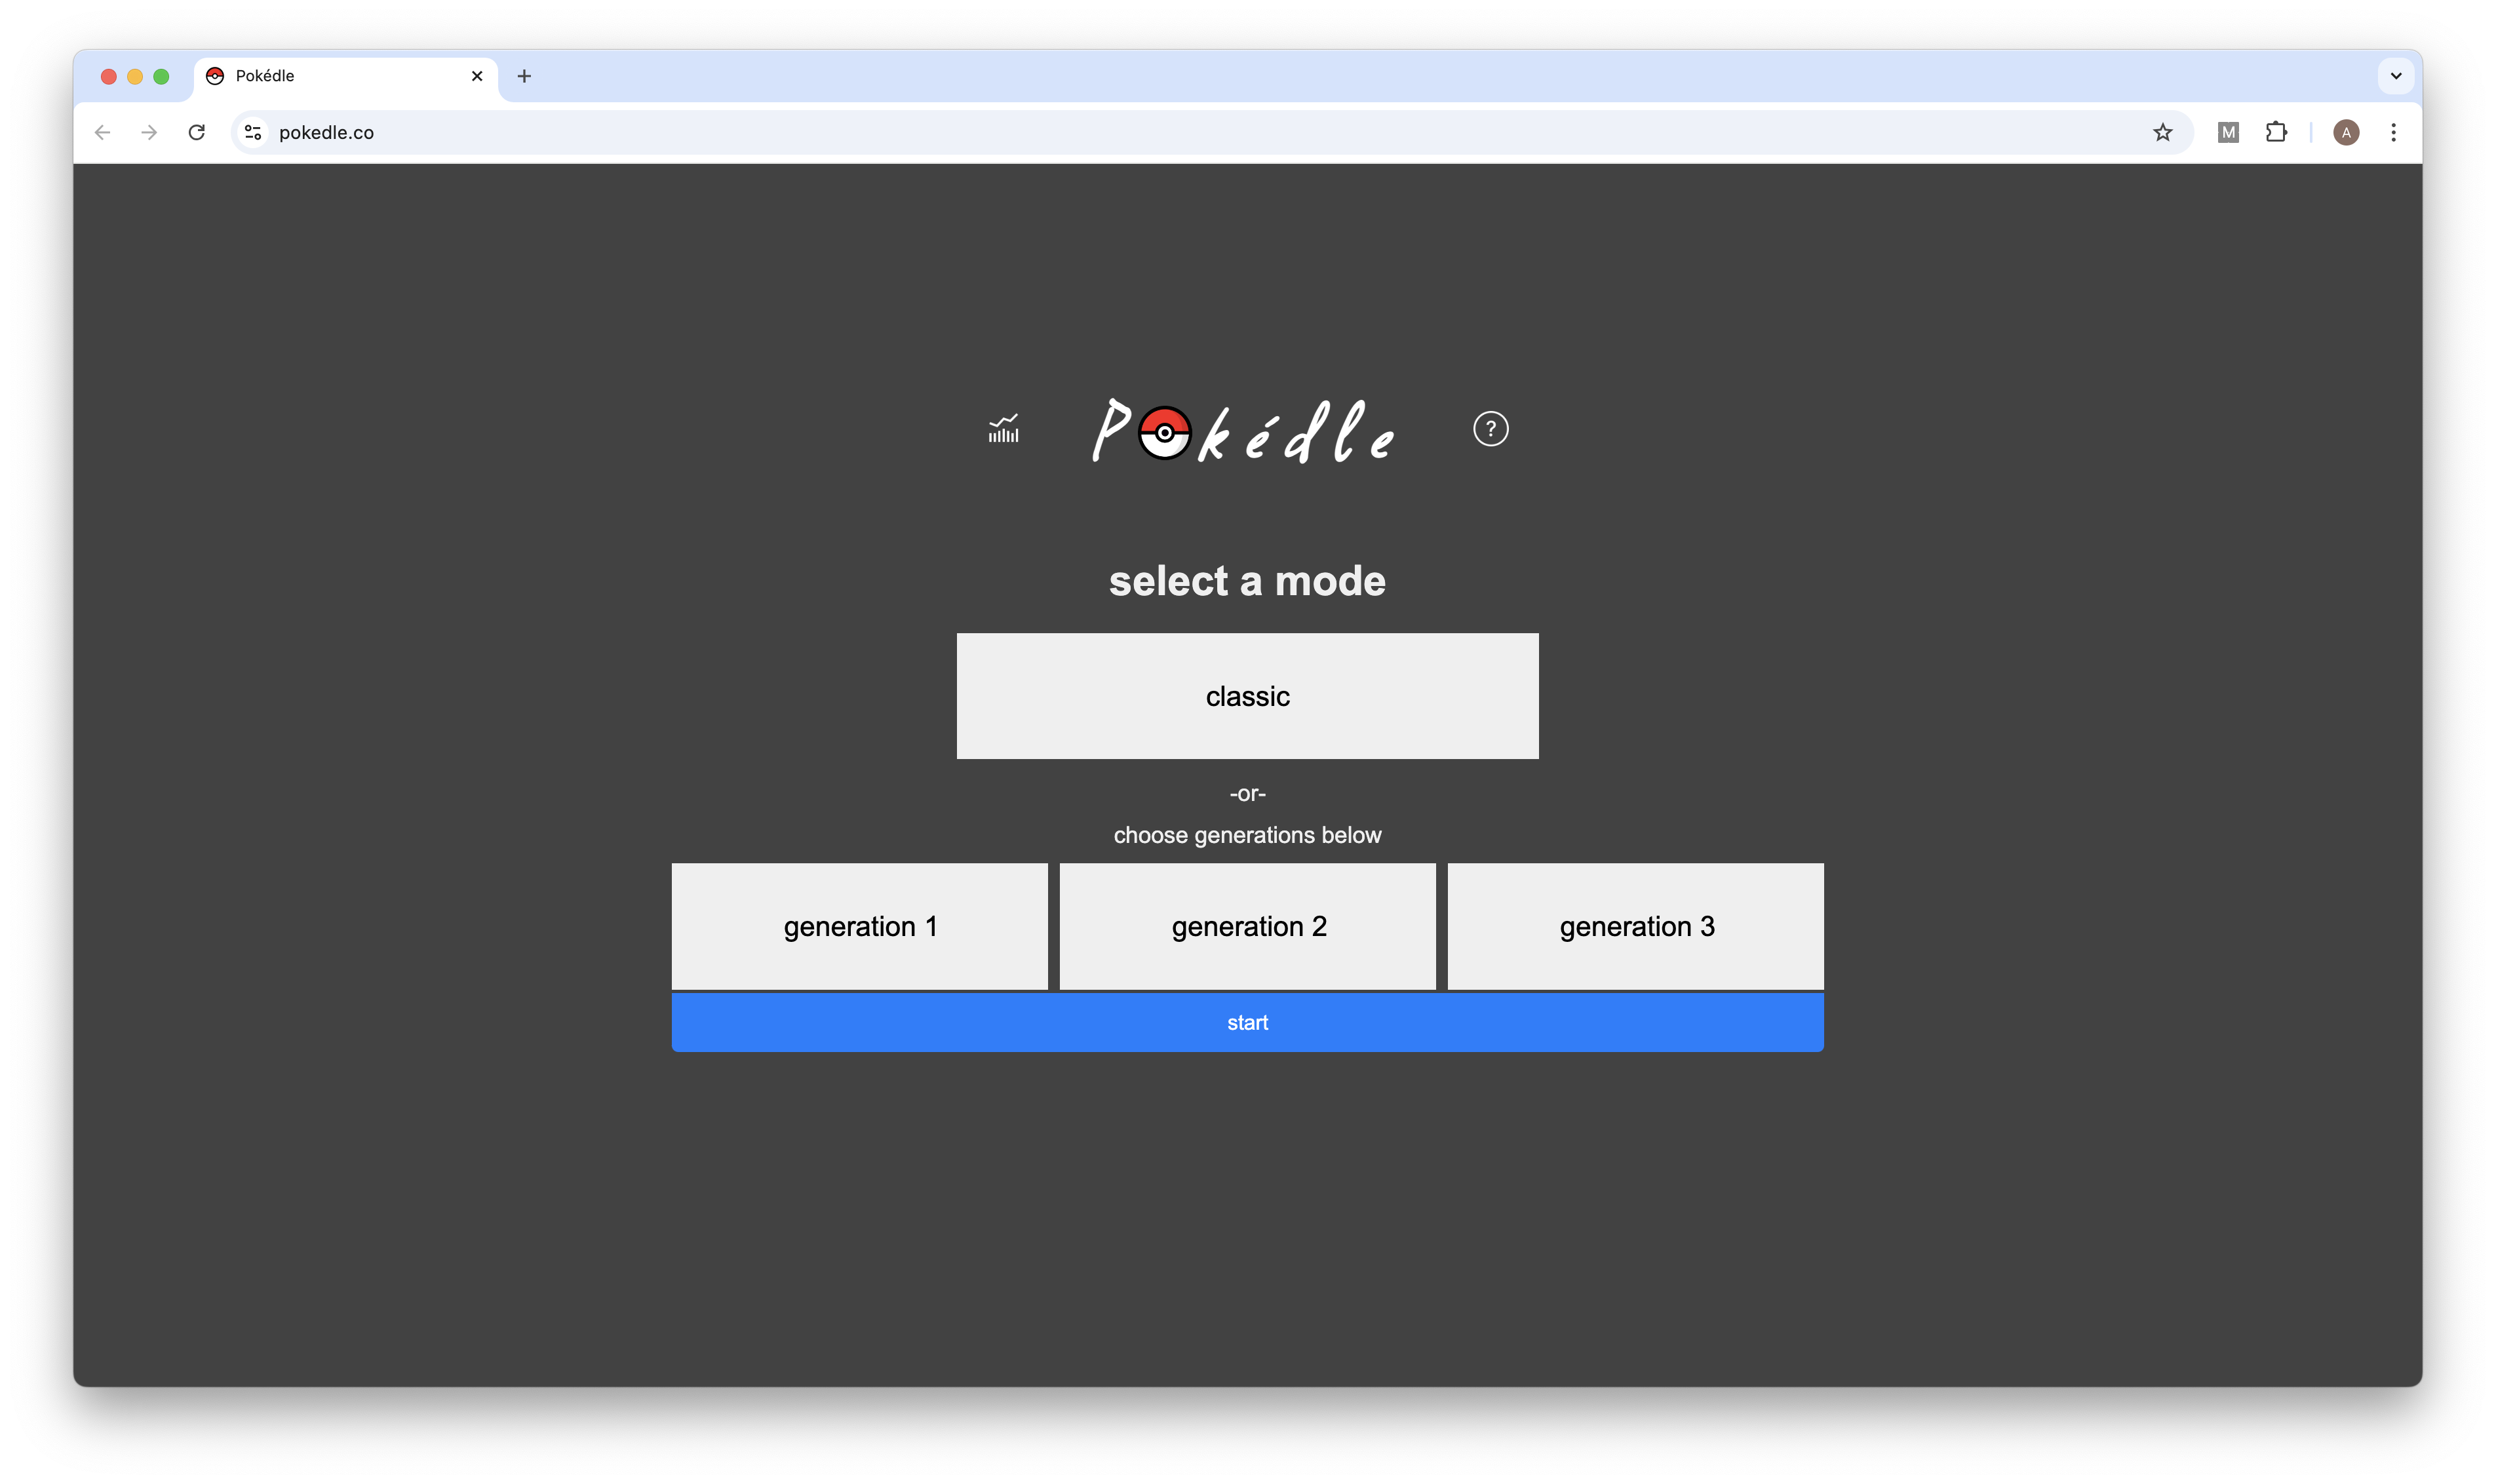 Pokédle
pokedle.co
M
A
Pokédle
?
select a mode
classic
-or-
choose generations below
generation 1 generation 2 generation 3
start